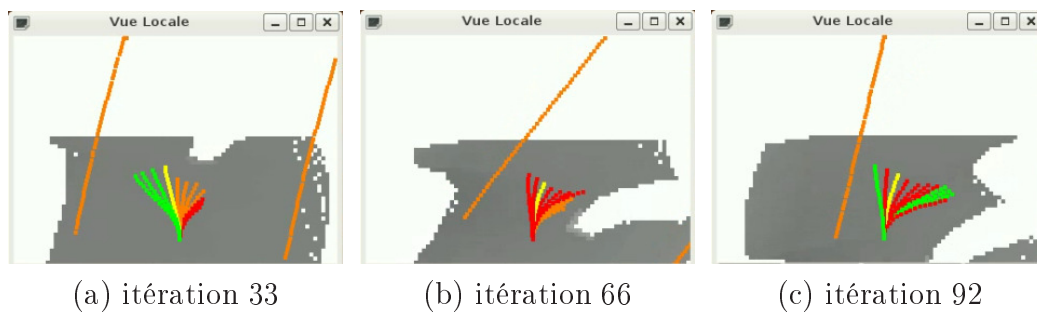 Vue Locale
Vue Locale
Vue Locale
(a) itération 33
(b) itération 66
(c) itération 92